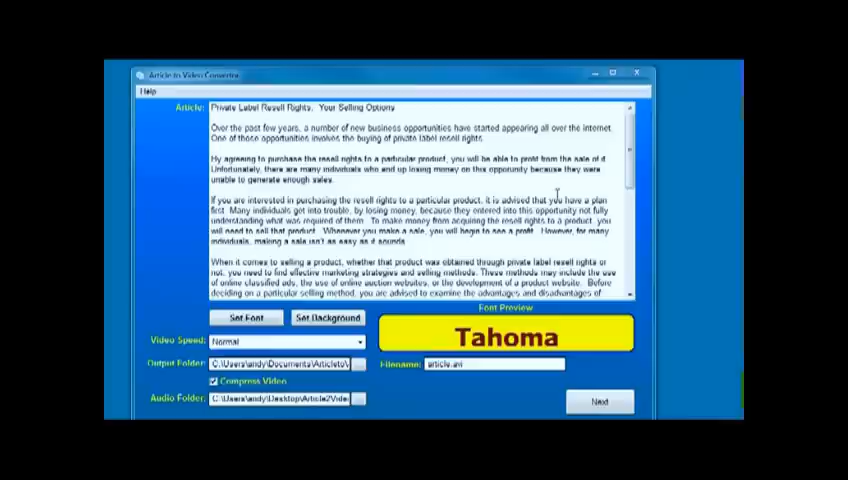 Article to Video Converter
Help
Article:
Private Label Resell Rights. Your Selling Options
Over the past few years, a number of new business opportunities have started appearing all over the internet.
One of those opportunities involves the buying of private label resell rights.
By agreeing to purchase the resell rights to a particular product, you will be able to profit from the sale of it.
Unfortunately, there are many individuals who end up losing money on this opportunity because they were
unable to generate enough sales.
If you are interested in purchasing the resell rights to a particular product, it is advised that you have a plan
first. Many individuals get into trouble, by losing money, because they entered into this opportunity not fully
understanding what was required of them. To make money from acquiring the resell rights to a product, you
will need to sell that product. Whenever you make a sale, you will begin to see a profit. However, for many
individuals, making a sale isn't as easy as it sounds.
When it comes to selling a product, whether that product was obtained through private label resell rights or
not, you need to find effective marketing strategies and selling methods. These methods may include the use
of online classified ads, the use of online auction websites, or the development of a product website. Before
deciding on a particular selling method, you are advised to examine the advantages and disadvantages of
Set Font
Set Background
Font Preview
Tahoma
Video Speed:
Normal
Output Folder:
C:\Users\andy\Documents\Articleto\
Filename:
article.avi
Compress Video
Audio Folder:
C:\Users\andy\Desktop\Article2Video
Next